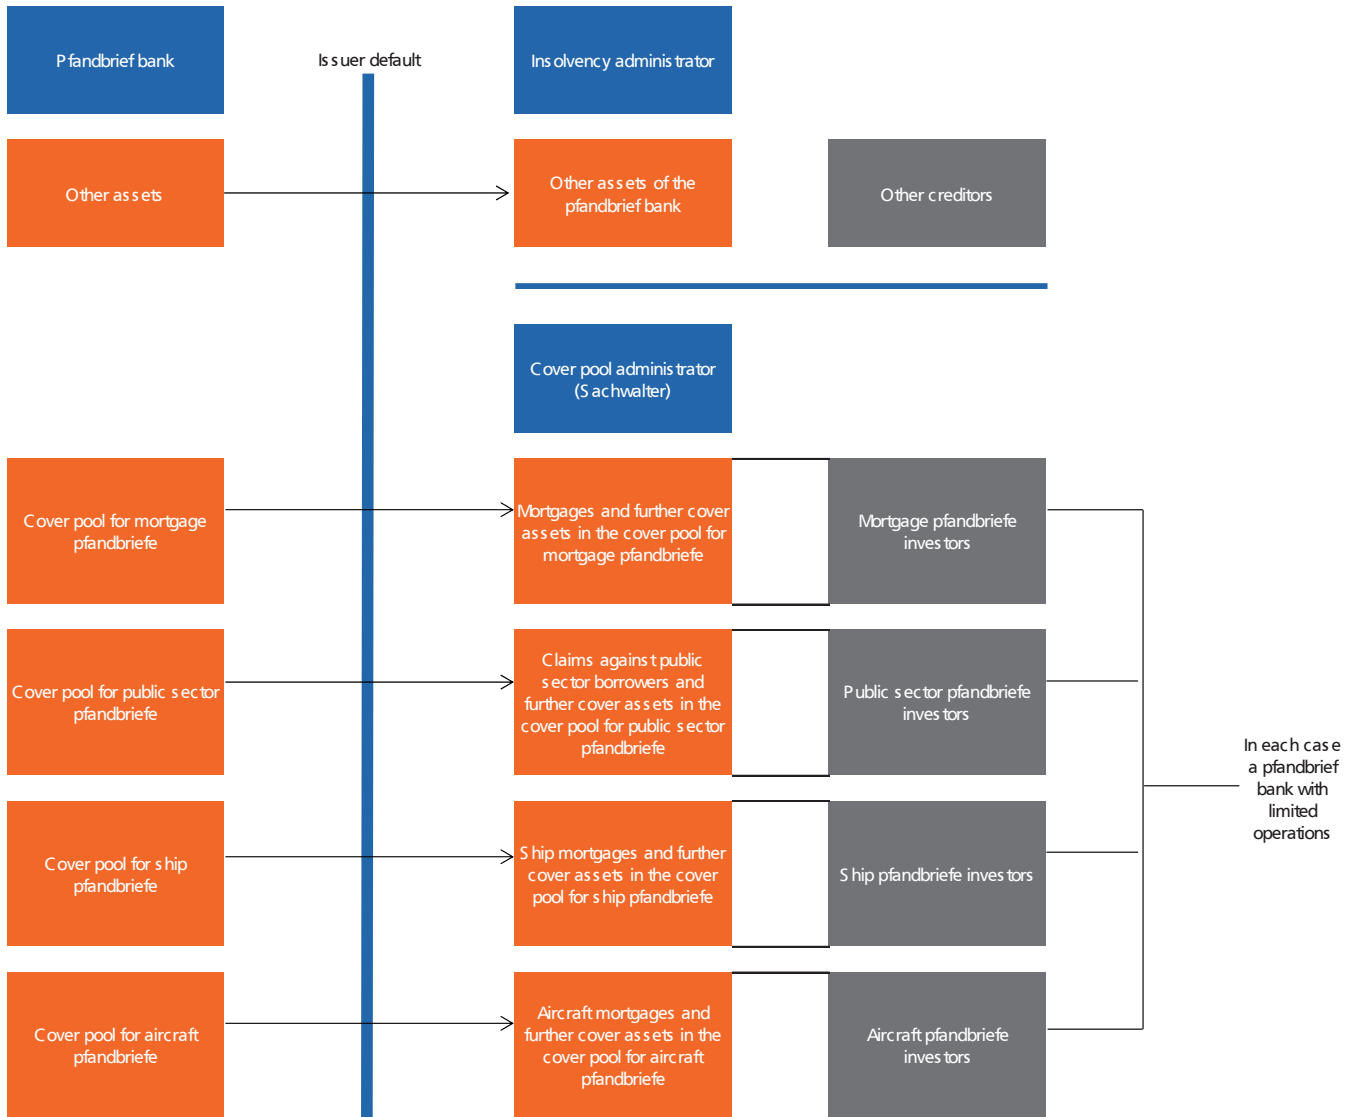 Pfandbrief bank
Issuer default
Insolvency administrator
Other assets
Other assets of the
pfandbrief bank
Other creditors
Cover pool administrator
(Sachwalter)
Cover pool for mortgage
pfandbriefe
Mortgages and further cover
assets in the cover pool for
mortgage pfandbriefe
Mortgage pfandbriefe
investors
Cover pool for public sector
pfandbriefe
Claims against public
sector borrowers and
further cover assets in the
cover pool for public sector
pfandbriefe
Public sector pfandbriefe
investors
In each case
a pfandbrief
bank with
limited
operations
Cover pool for ship
pfandbriefe
Ship mortgages and further
cover assets in the cover
pool for ship pfandbriefe
Ship pfandbriefe investors
Cover pool for aircraft
pfandbriefe
Aircraft mortgages and
further cover assets in the
cover pool for aircraft
pfandbriefe
Aircraft pfandbriefe
investors